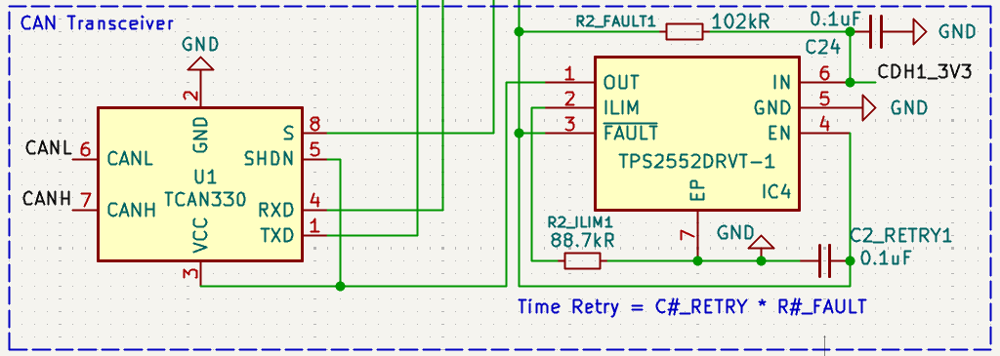 CAN Transceiver
R2_FAULT1
102kR
0.1uF
GND
C24
GND
2
1
OUT
IN
6
CDH1_3V3
2
ILIM
GND
5
GND
3
FAULT
EN
4
TPS2552DRVT-1
EP
IC4
7
GND
S
8
CANL
6
CANL
SHDN
5
U1
TCAN330
CANH
7
CANH
RXD
4
TXD
1
VCC
3
R2_ILIM1
88.7kR
GND
C2_RETRY1
0.1uF
Time Retry = C#_RETRY * R#_FAULT